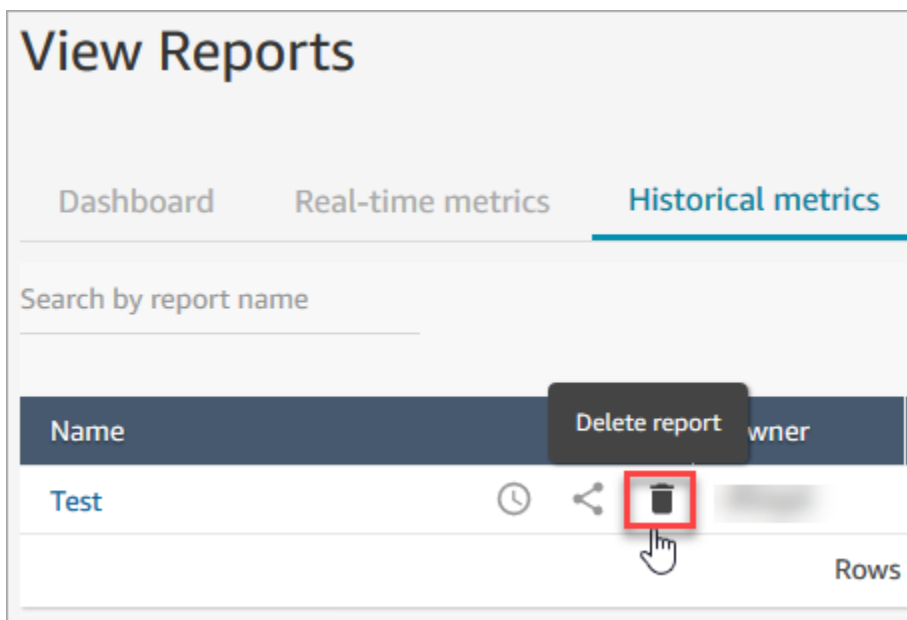 View Reports
Dashboard Real-time metrics Historical metrics
Search by report name
Name Delete report wner
Test
Rows